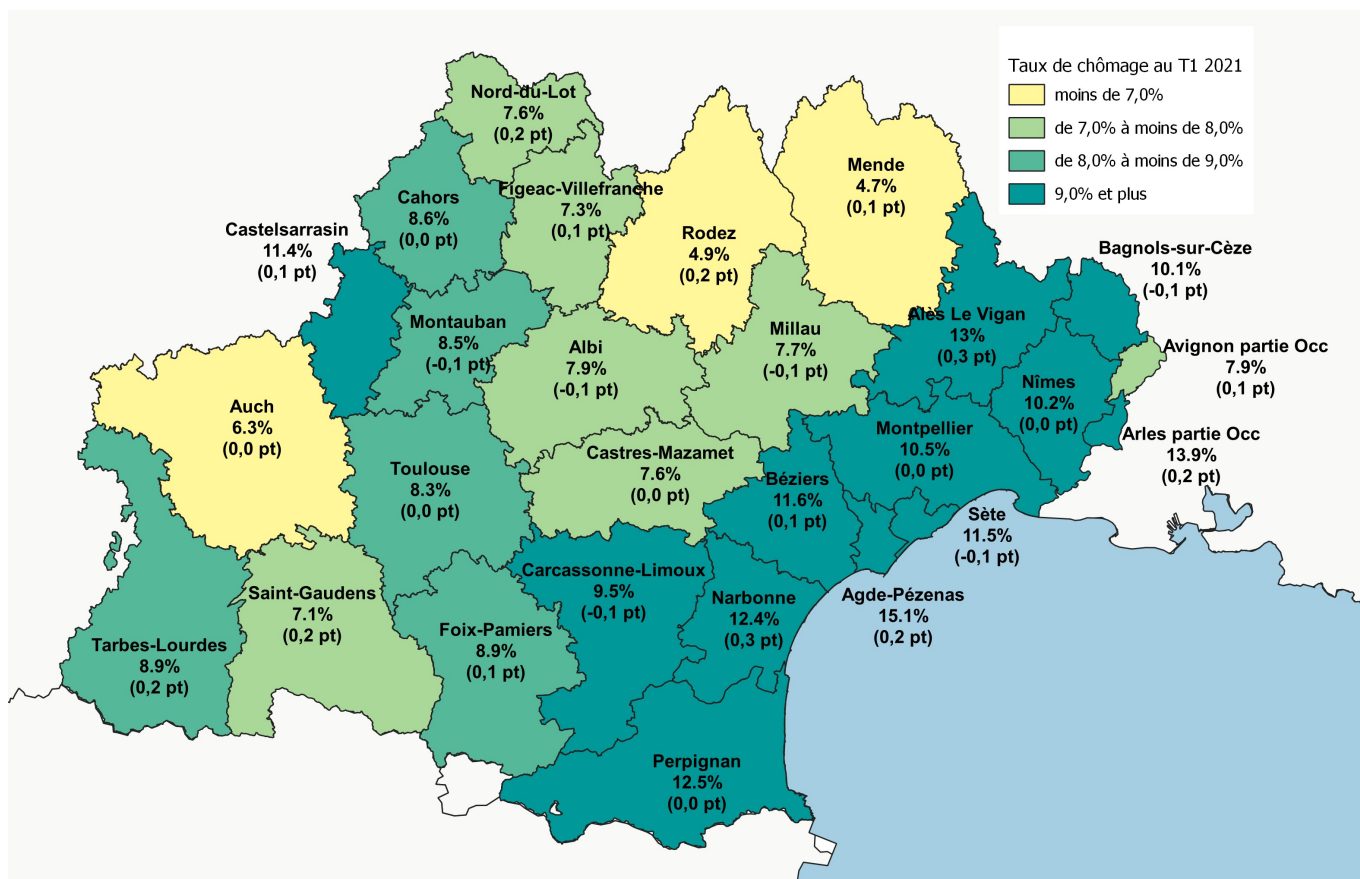 Taux de chômage au T1 2021
moins de 7,0%
de 7,0% à moins de 8,0%
de 8,0% à moins de 9,0%
9,0% et plus
Nord-du-Lot
7.6%
(0,2 pt)
Mende
4.7%
(0,1 pt)
Figeac-Villefranche
7.3%
(0,1 pt)
Cahors
8.6%
(0,0 pt)
Castelsarrasin
11.4%
(0,1 pt)
Rodez
4.9%
(0,2 pt)
Bagnols-sur-Cèze
10.1%
(-0,1 pt)
Montauban
8.5%
(-0,1 pt)
Albi
7.9%
(-0,1 pt)
Millau
7.7%
(-0,1 pt)
Alès Le Vigan
13%
(0,3 pt)
Avignon partie Occ
7.9%
(0,1 pt)
Nîmes
10.2%
(0,0 pt)
Auch
6.3%
(0,0 pt)
Montpellier
10.5%
(0,0 pt)
Arles partie Occ
13.9%
(0,2 pt)
Toulouse
8.3%
(0,0 pt)
Castres-Mazamet
7.6%
(0,0 pt)
Béziers
11.6%
(0,1 pt)
Sète
11.5%
(-0,1 pt)
Carcassonne-Limoux
9.5%
(-0,1 pt)
Saint-Gaudens
7.1%
(0,2 pt)
Narbonne
12.4%
(0,3 pt)
Agde-Pézenas
15.1%
(0,2 pt)
Foix-Pamiers
8.9%
(0,1 pt)
Tarbes-Lourdes
8.9%
(0,2 pt)
Perpignan
12.5%
(0,0 pt)